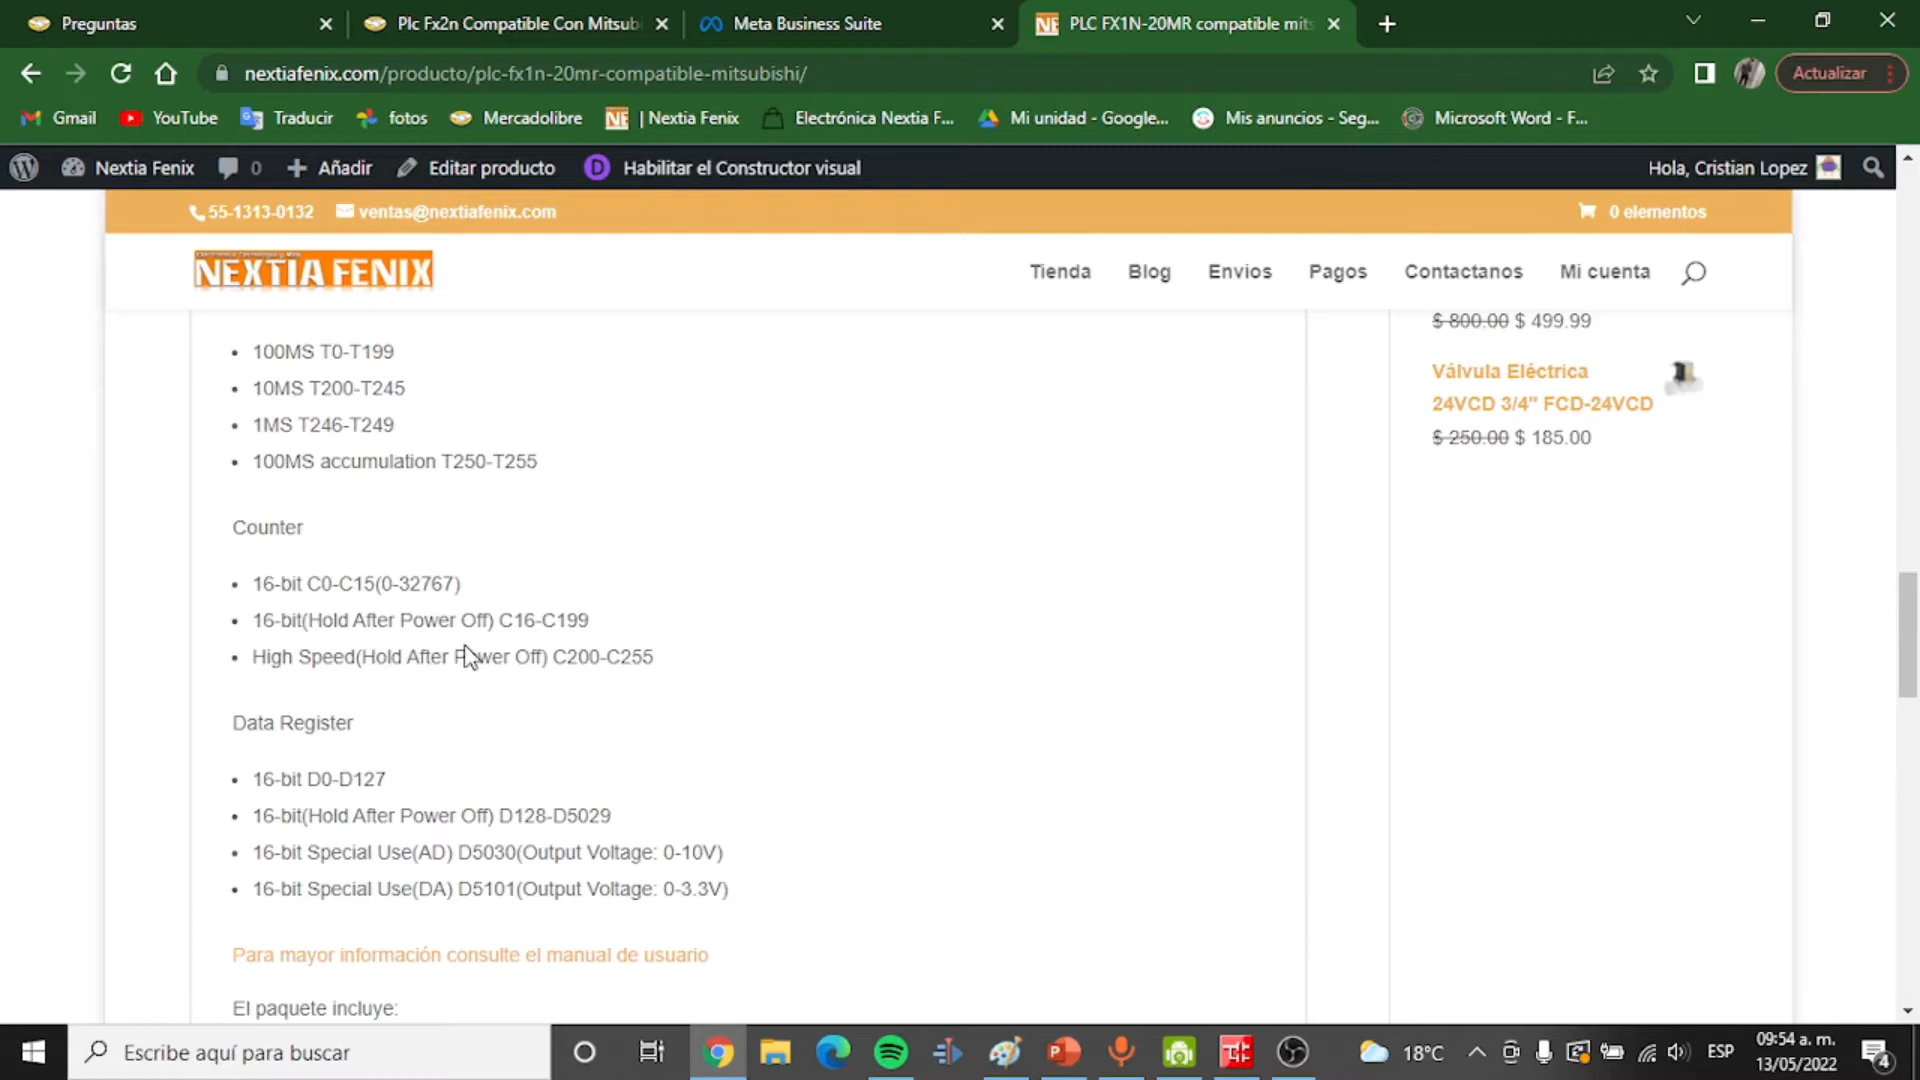 Preguntas
Plc Fx2n Compatible Con Mitsub
Meta Business Suite
PLC FX1N-20MR compatible mits
nextiafenix.com/producto/plc-fx1n-20mr-compatible-mitsubishi/
Actualizar
Gmail
YouTube
Traducir
fotos
Mercadolibre
NE | Nextia Fenix
Electrónica Nextia F...
Mi unidad - Google...
Mis anuncios - Seg...
Microsoft Word - F...
Nextia Fenix
0
Añadir
Editar producto
D Habilitar el Constructor visual
Hola, Cristian Lopez
55-1313-0132
ventas@nextiafenix.com
0 elementos
NEXTIA FENIX
Tienda
Blog
Envios
Pagos
Contactanos
Mi cuenta
$ 800.00 $ 499.99
Válvula Eléctrica
24VCD 3/4" FCD-24VCD
$ 250.00 $ 185.00
• 100MS T0-T199
• 10MS T200-T245
• 1MS T246-T249
• 100MS accumulation T250-T255
Counter
• 16-bit C0-C15(0-32767)
• 16-bit(Hold After Power Off) C16-C199
• High Speed(Hold After Power Off) C200-C255
Data Register
• 16-bit D0-D127
• 16-bit(Hold After Power Off) D128-D5029
• 16-bit Special Use(AD) D5030(Output Voltage: 0-10V)
• 16-bit Special Use(DA) D5101(Output Voltage: 0-3.3V)
Para mayor información consulte el manual de usuario
El paquete incluye:
Escribe aquí para buscar
18°C
ESP
09:54 a. m.
13/05/2022
4